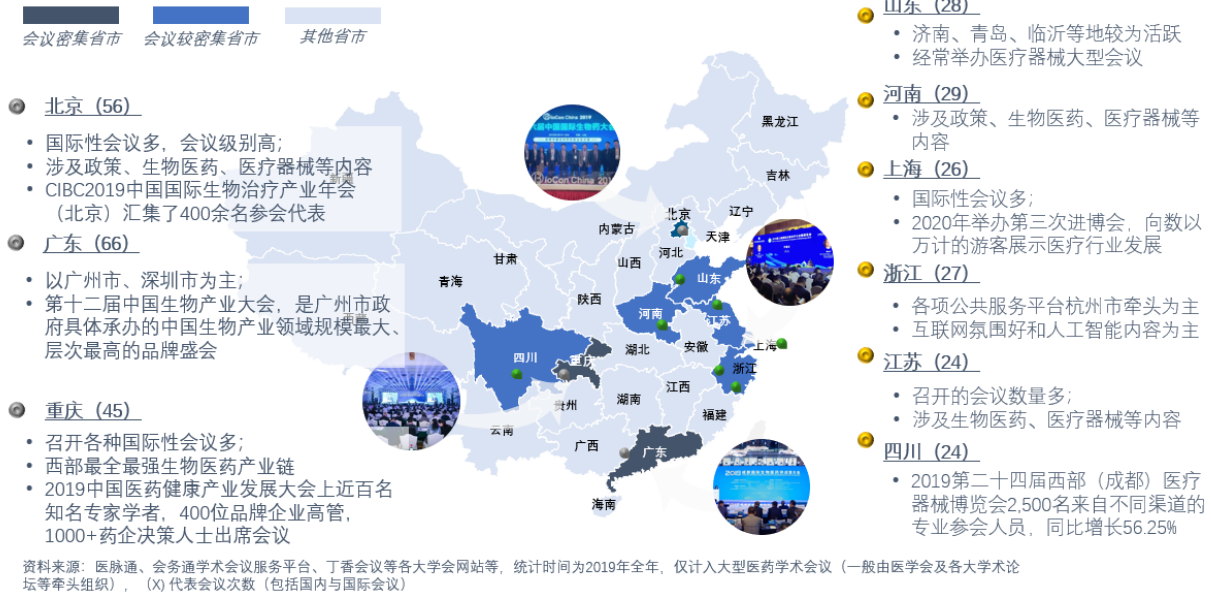 会议密集省市
会议较密集省市
其他省市
北京（56）
• 国际性会议多，会议级别高；
• 涉及政策、生物医药、医疗器械等内容
• CIBC2019中国国际生物治疗产业年会
（北京）汇集了400余名参会代表
广东（66）
• 以广州市、深圳市为主；
• 第十二届中国生物产业大会，是广州市政
府具体承办的中国生物产业领域规模最大、
层次最高的品牌盛会
重庆（45）
• 召开各种国际性会议多；
• 西部最全最强生物医药产业链
• 2019中国医药健康产业发展大会上近百名
知名专家学者，400位品牌企业高管，
1000+药企决策人士出席会议
黑龙江
吉林
辽宁
北京
天津
内蒙古
河北
山西
甘肃
青海
新疆
山东
陕西
河南
江苏
上海
安徽
湖北
四川
重庆
浙江
江西
湖南
贵州
福建
云南
广西
广东
海南
ioCon China 2019
中国国际生物药大会
ioCon China 2019
山东（28）
• 济南、青岛、临沂等地较为活跃
• 经常举办医疗器械大型会议
河南（29）
• 涉及政策、生物医药、医疗器械等
内容
上海（26）
• 国际性会议多；
• 2020年举办第三次进博会，向数以
万计的游客展示医疗行业发展
浙江（27）
• 各项公共服务平台杭州市牵头为主
• 互联网氛围好和人工智能内容为主
江苏（24）
• 召开的会议数量多；
• 涉及生物医药、医疗器械等内容
四川（24）
• 2019第二十四届西部（成都）医疗
器械博览会2,500名来自不同渠道的
专业参会人员，同比增长56.25%
资料来源：医脉通、会务通学术会议服务平台、丁香会议等各大学会网站等，统计时间为2019年全年，仅计入大型医药学术会议（一般由医学会及各大学术论
坛等牵头组织），（X) 代表会议次数（包括国内与国际会议）